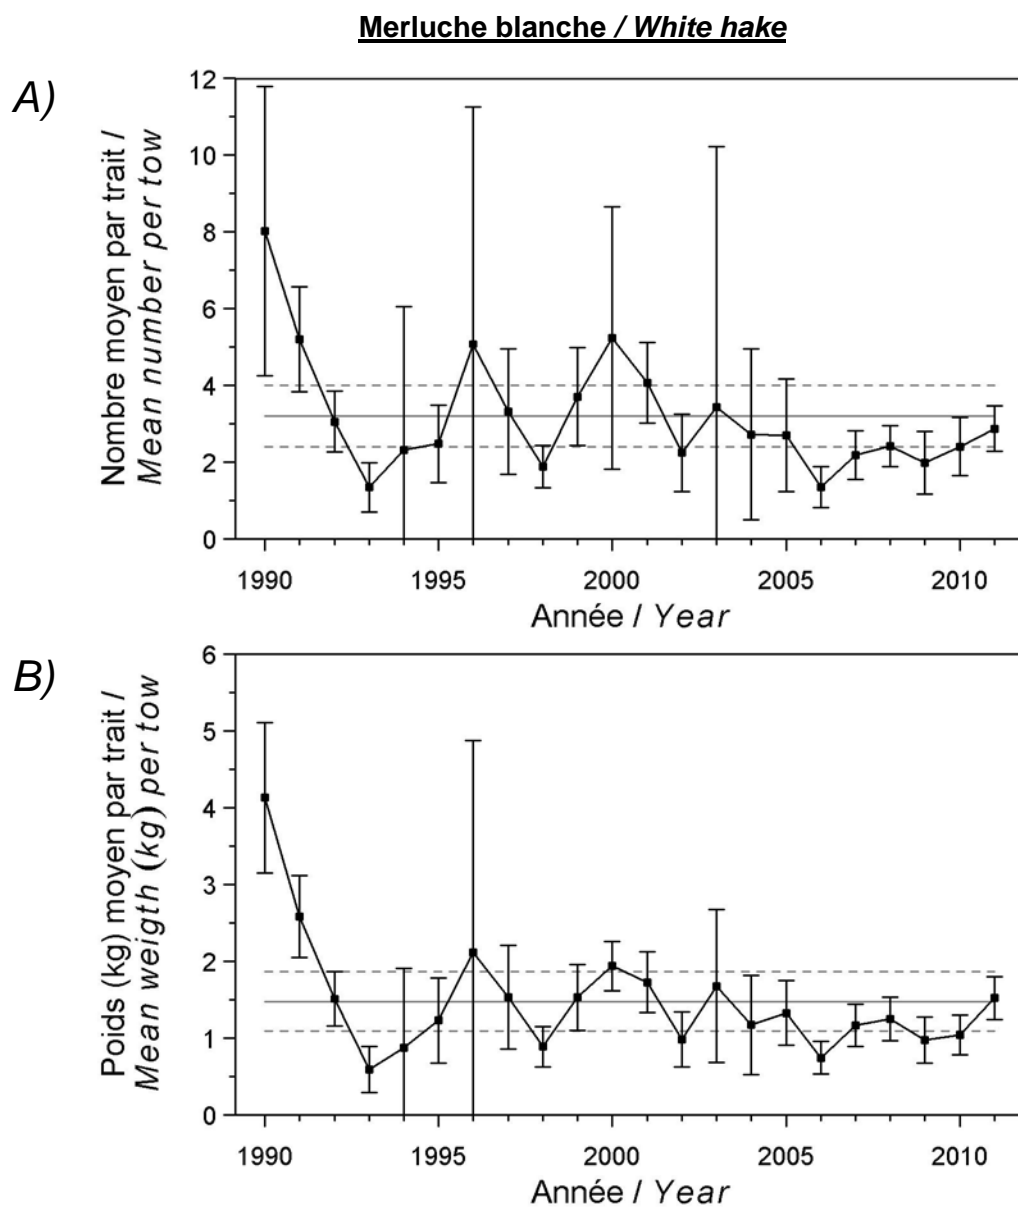 Merluche blanche / White hake
A)
Nombre moyen par trait /
Mean number per tow
12
10
8
6
4
2
0
1990 1995 2000 2005 2010
Année / Year
B)
Poids (kg) moyen par trait /
Mean weigth (kg) per tow
6
5
4
3
2
1
0
1990 1995 2000 2005 2010
Année / Year